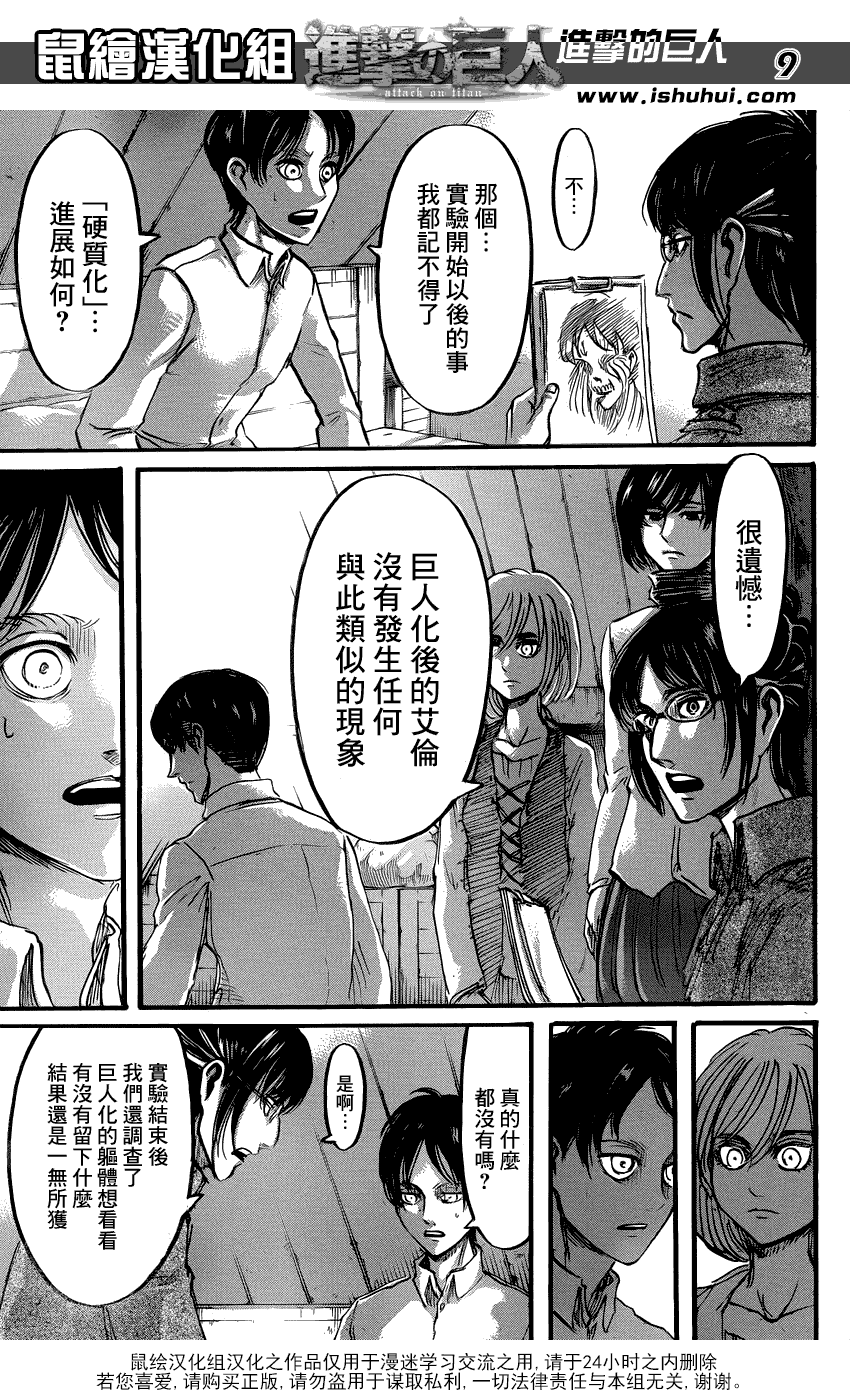 鼠繪漢化組
進撃の巨人
attack on titan
進擊的巨人
www.ishuhui.com
9
不…
那個…
實驗開始以後的事
我都記不得了
「硬質化」…
進展如何？
很遺憾…
巨人化後的艾倫
沒有發生任何
與此類似的現象
真的什麼
都沒有嗎？
是啊…
實驗結束後
我們還調查了
巨人化的軀體想看看
有沒有留下什麼
結果還是一無所獲
鼠绘汉化组汉化之作品仅用于漫迷学习交流之用, 请于24小时之内删除
若您喜爱, 请购买正版, 请勿盗用于谋取私利, 一切法律责任与本组无关, 谢谢。